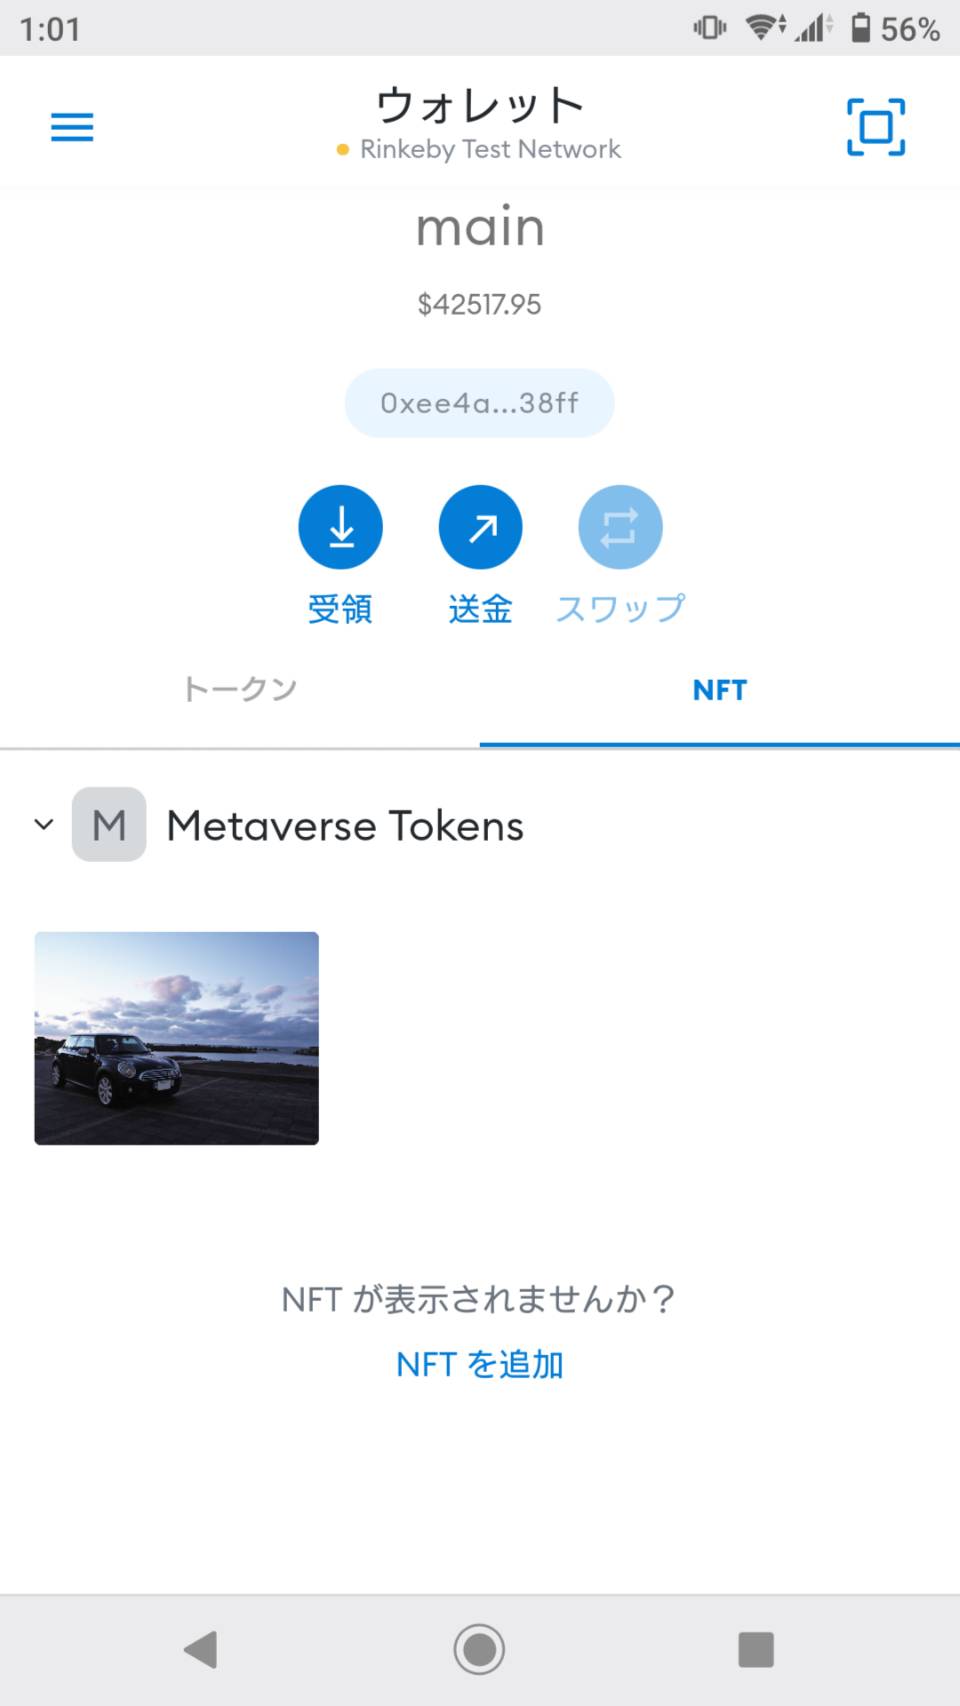 1:01
56%
ウォレット
Rinkeby Test Network
main
$42517.95
0xee4a...38ff
受領
送金
スワップ
トークン
NFT
M
Metaverse Tokens
NFT が表示されませんか？
NFT を追加